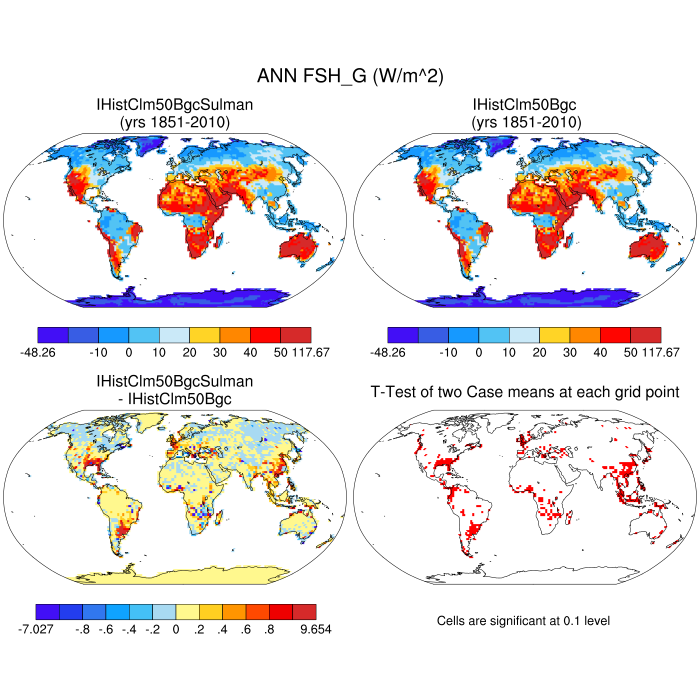 ANN FSH_G (W/m^2)
IHistClm50BgcSulman
(yrs 1851-2010)
IHistClm50Bgc
(yrs 1851-2010)
-48.26 -10 0 10 20 30 40 50 117.67
-48.26 -10 0 10 20 30 40 50 117.67
IHistClm50BgcSulman
- IHistClm50Bgc
T-Test of two Case means at each grid point
-7.027 -.8 -.6 -.4 -.2 0 .2 .4 .6 .8 9.654
Cells are significant at 0.1 level